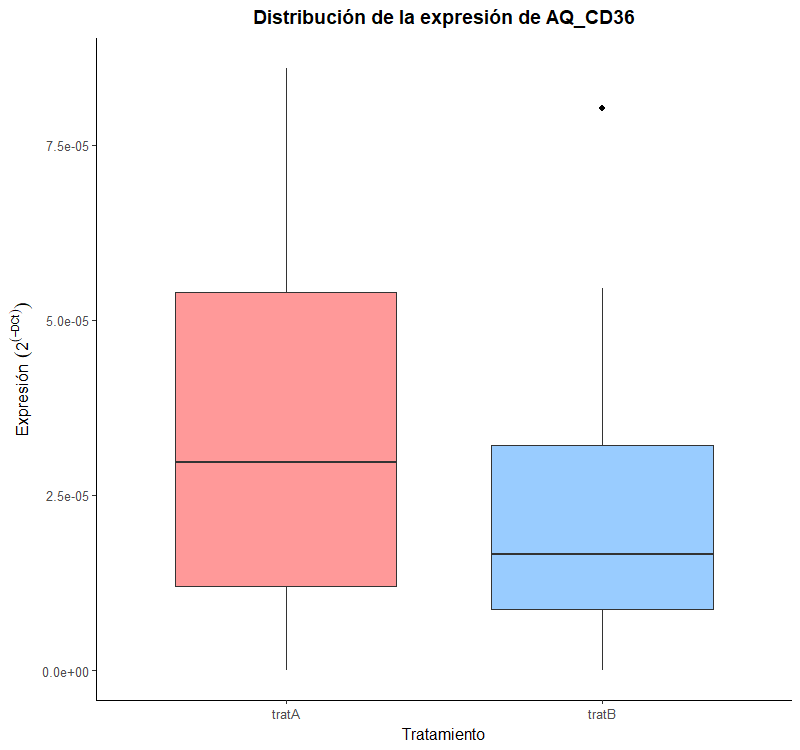 Distribución de la expresión de AQ_CD36
Expresión (2^(−DCt))
7.5e-05
5.0e-05
2.5e-05
0.0e+00
tratA
tratB
Tratamiento